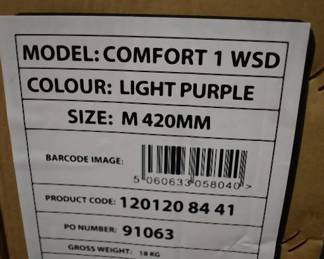 MODEL: COMFORT 1 WSD
COLOUR: LIGHT PURPLE
SIZE: M 420MM
BARCODE IMAGE:
5 060633 058040 >
PRODUCT CODE: 120120 84 41
PO NUMBER: 91063
GROSS WEIGHT: 18 KG